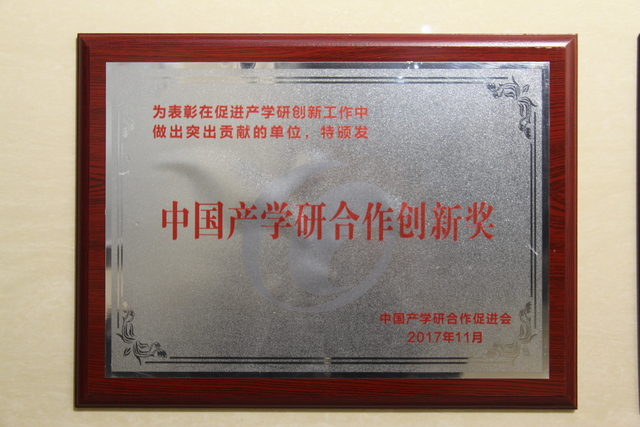 为表彰在促进产学研创新工作中
做出突出贡献的单位，特硕发
中国产学研合作创新奖
中国产学研合作促进会
2017年11月